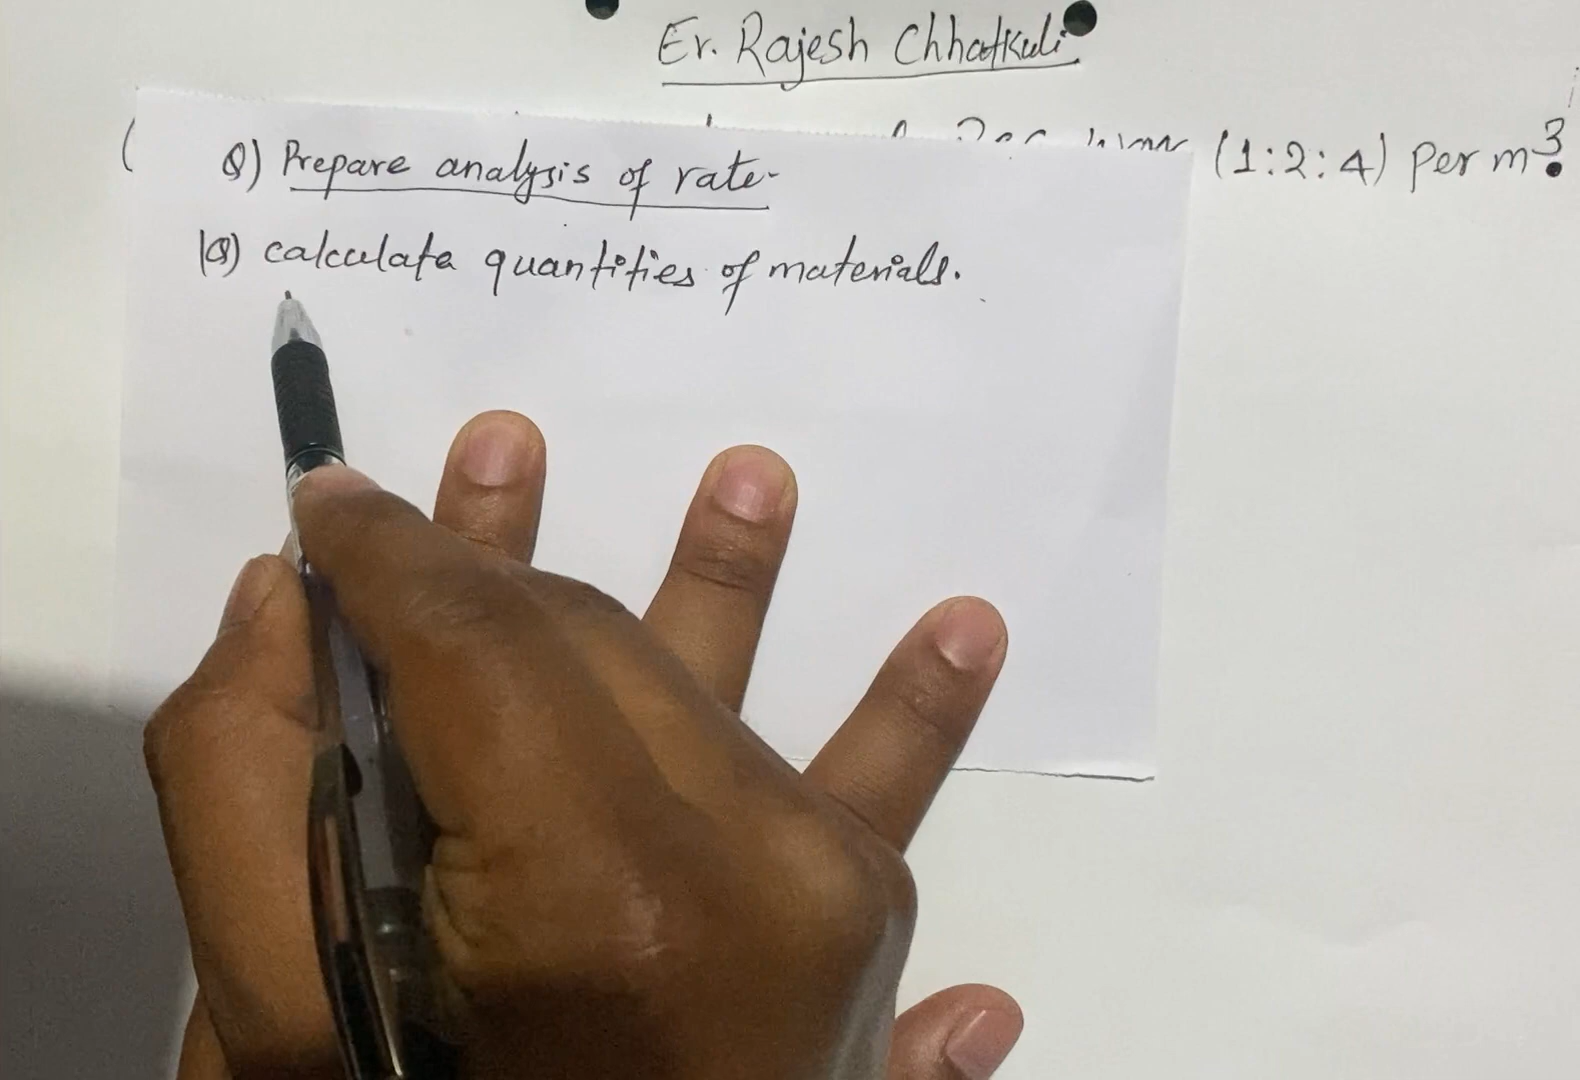 Er. Rajesh Chhatkuli
(1:2:4) per m³.
Q) Prepare analysis of rate-
Q) calculate quantities of materials.